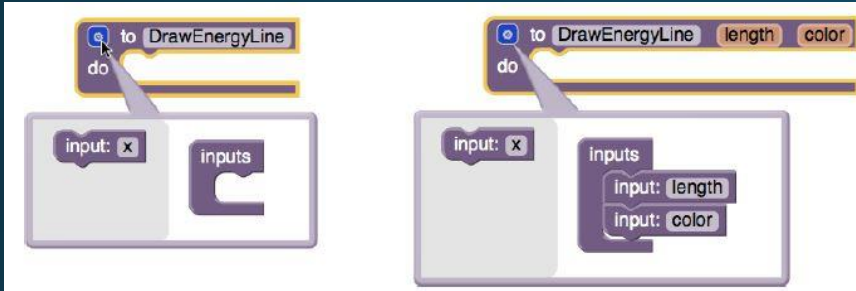 to DrawEnergyLine
do
input: x
inputs
to DrawEnergyLine length color
do
input: x
inputs
input: length
input: color